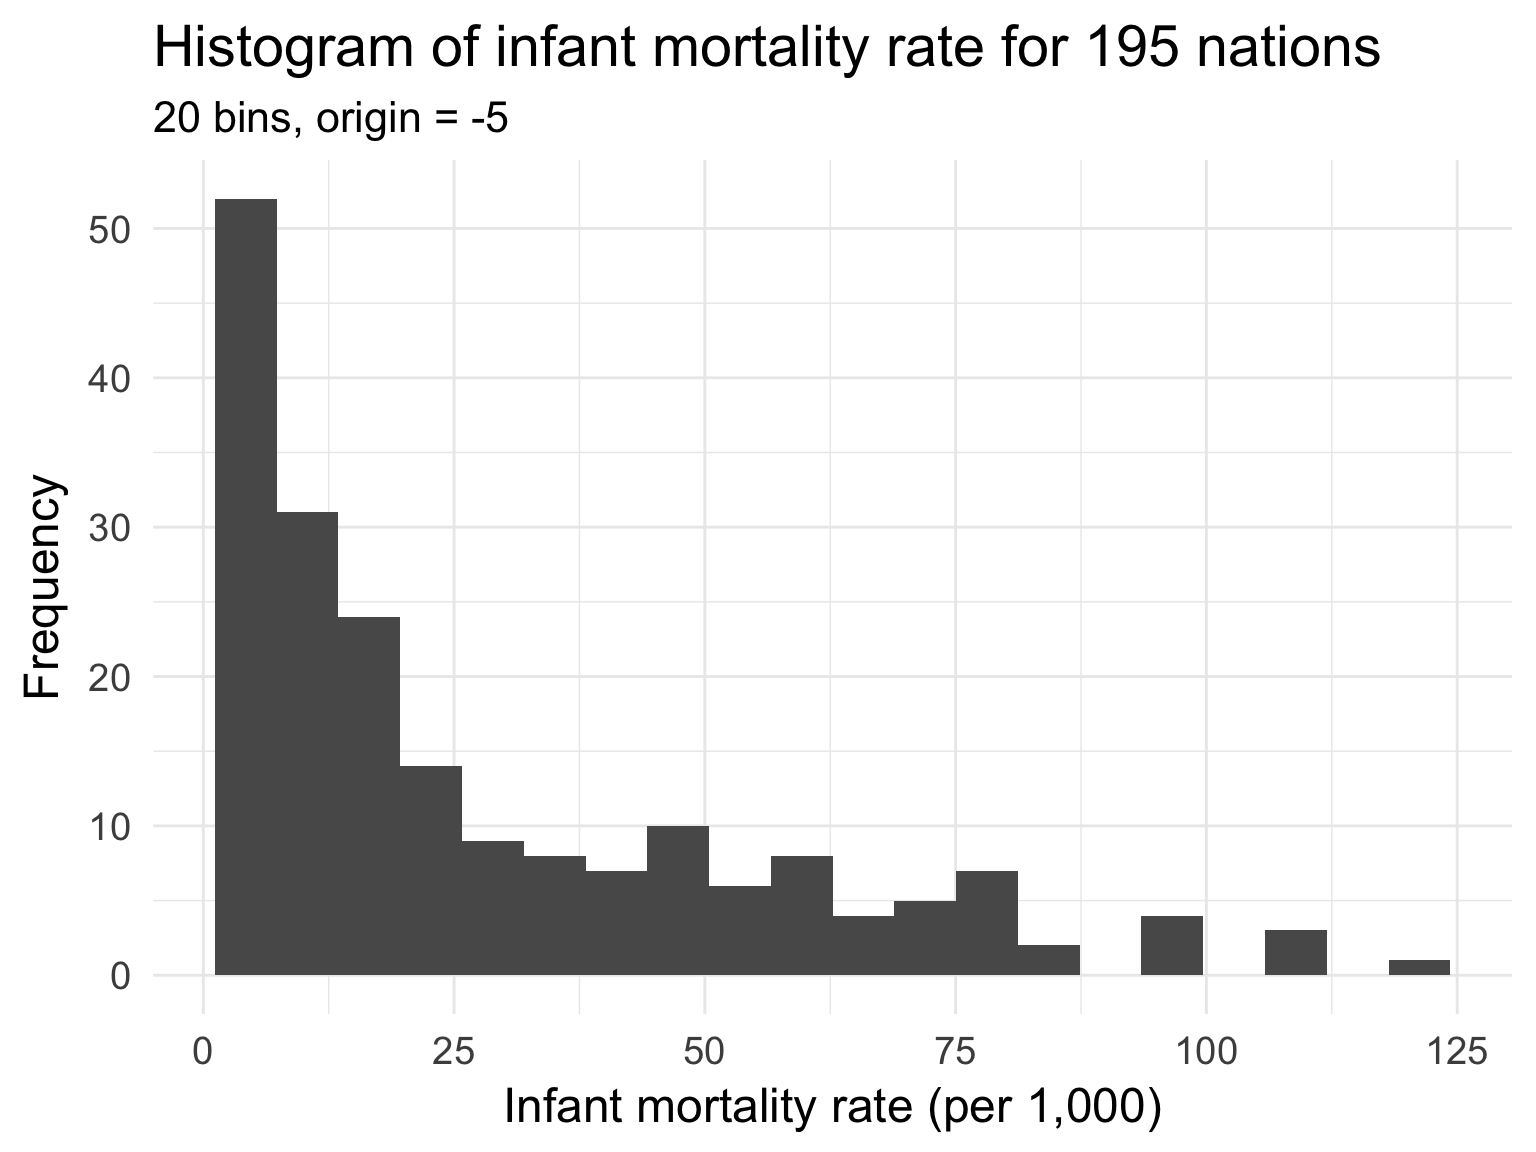 Histogram of infant mortality rate for 195 nations
20 bins, origin = -5
Frequency
50
40
30
20
10
0
0 25 50 75 100 125
Infant mortality rate (per 1,000)